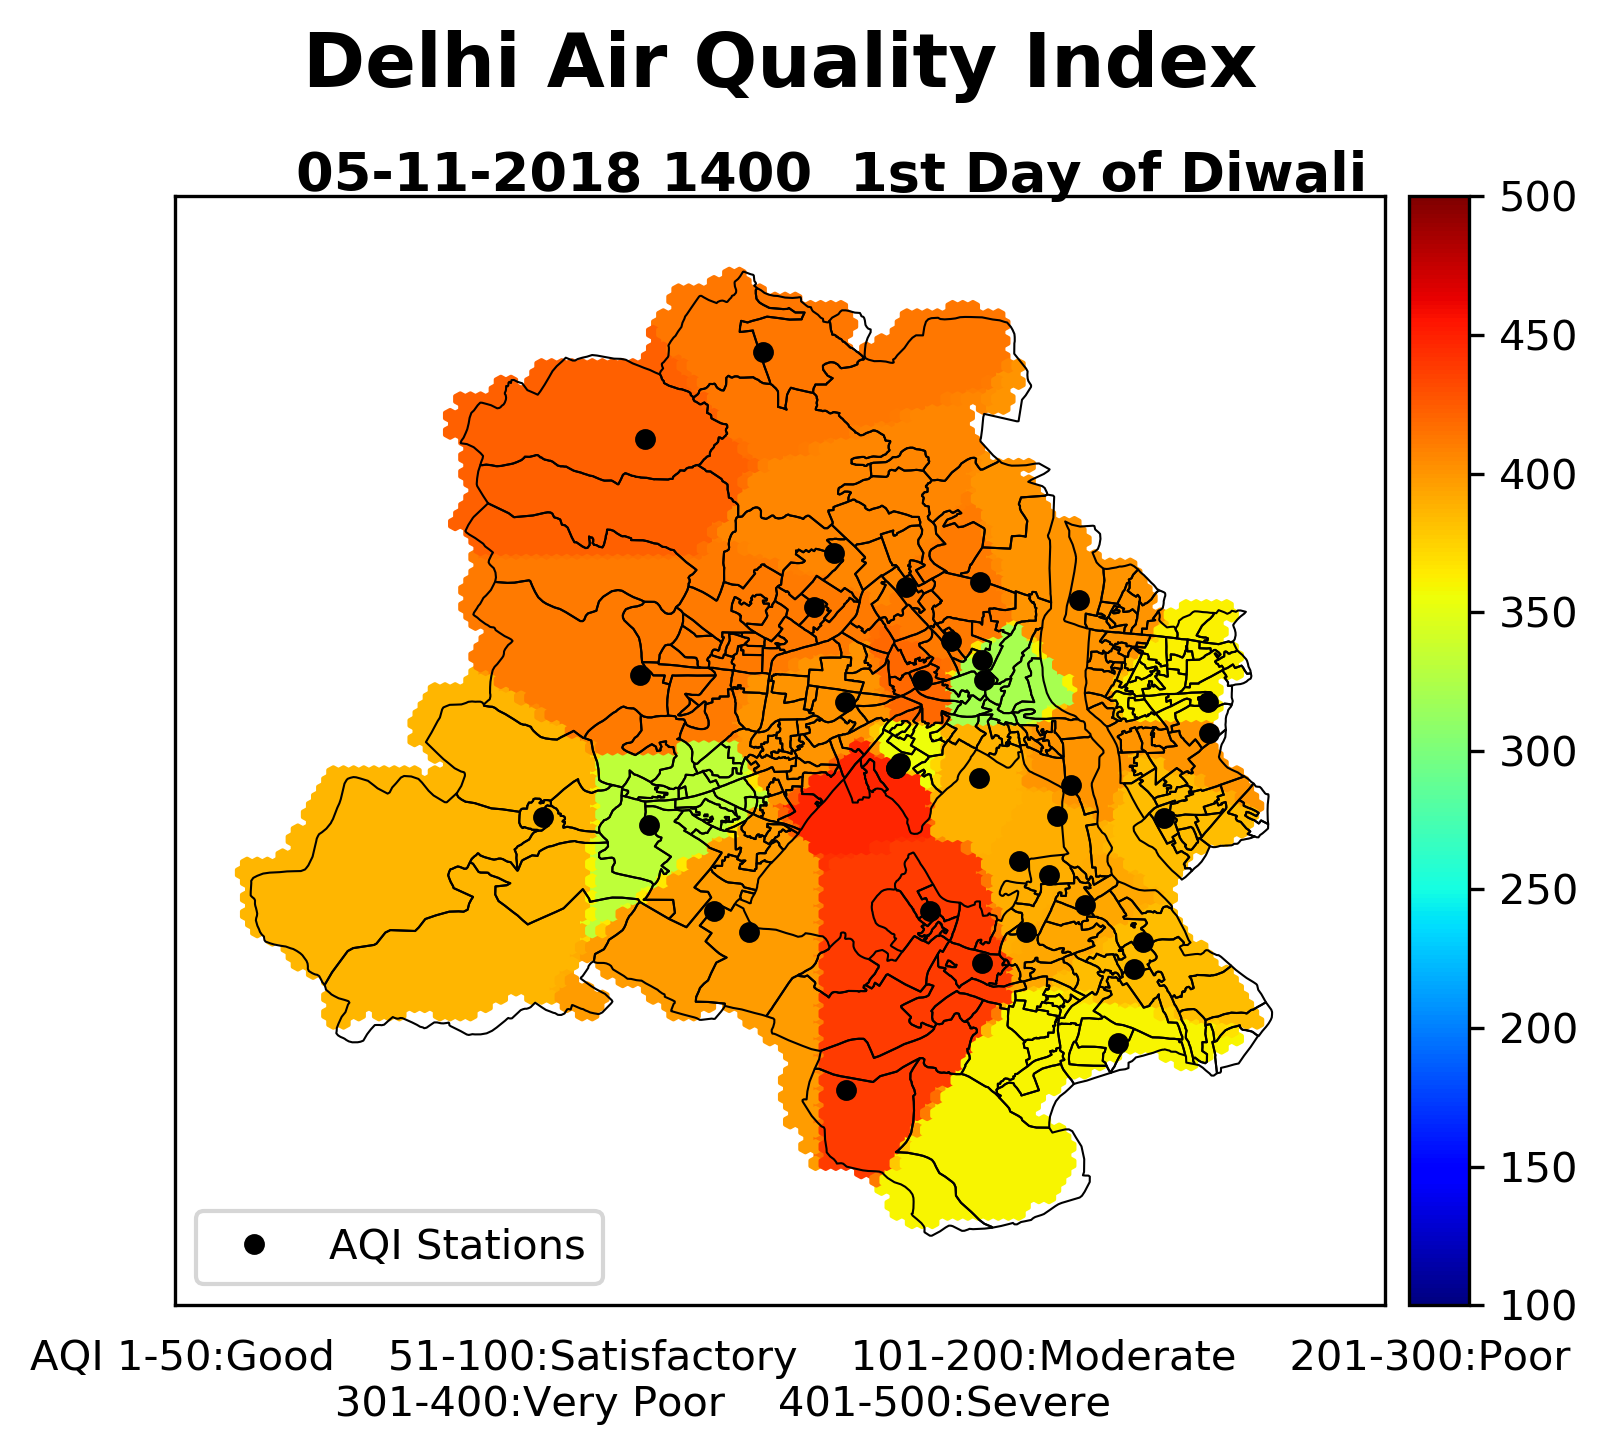 Delhi Air Quality Index
05-11-2018 1400  1st Day of Diwali
500
450
400
350
300
250
200
150
100
AQI Stations
AQI 1-50:Good    51-100:Satisfactory    101-200:Moderate    201-300:Poor
301-400:Very Poor    401-500:Severe